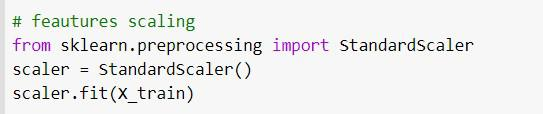 # feautures scaling
from sklearn.preprocessing import StandardScaler
scaler = StandardScaler()
scaler.fit(X_train)